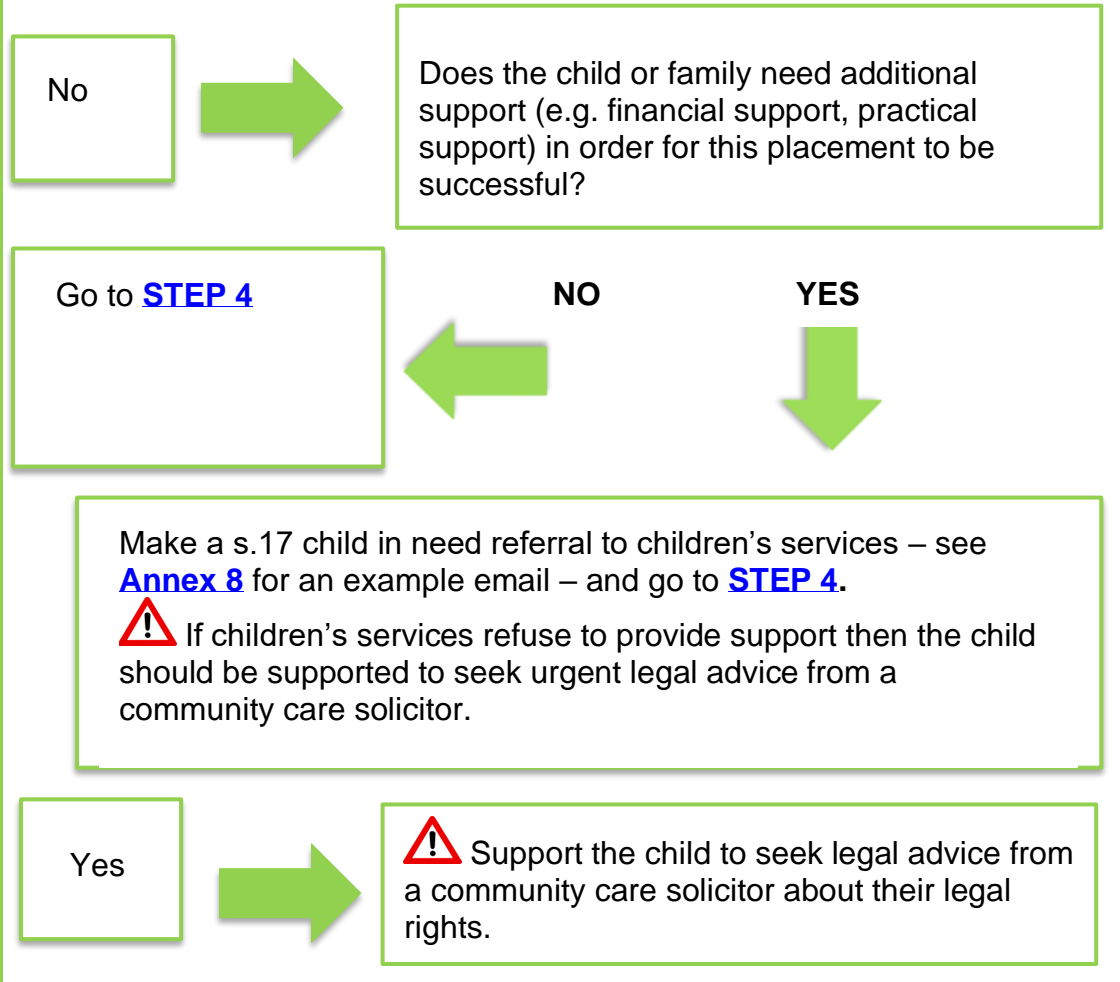 No
Does the child or family need additional
support (e.g. financial support, practical
support) in order for this placement to be
successful?
Go to STEP 4
NO
YES
Make a s.17 child in need referral to children’s services – see
Annex 8 for an example email – and go to STEP 4.
If children’s services refuse to provide support then the child
should be supported to seek urgent legal advice from a
community care solicitor.
Yes
Support the child to seek legal advice from
a community care solicitor about their legal
rights.